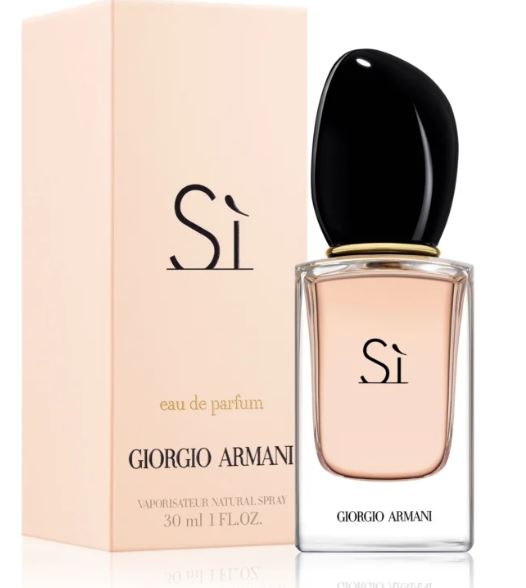 Sì
eau de parfum
GIORGIO ARMANI
VAPORISATEUR NATURAL SPRAY
30 ml 1 FL.OZ.
Sì
GIORGIO ARMANI